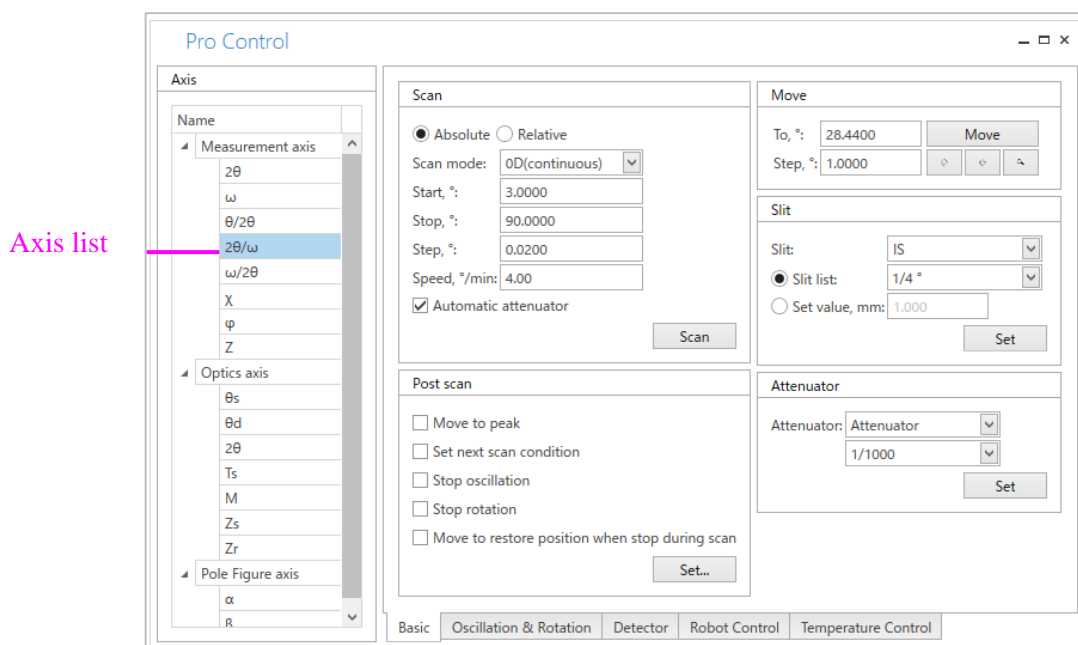 Pro Control
Axis
Name
Measurement axis
2θ
ω
θ/2θ
2θ/ω
ω/2θ
χ
φ
Z
Optics axis
θs
θd
2θ
Ts
M
Zs
Zr
Pole Figure axis
α
β
Axis list
Scan
Absolute Relative
Scan mode: 0D(continuous)
Start, °: 3.0000
Stop, °: 90.0000
Step, °: 0.0200
Speed, °/min: 4.00
Automatic attenuator
Scan
Post scan
Move to peak
Set next scan condition
Stop oscillation
Stop rotation
Move to restore position when stop during scan
Set...
Move
To, °: 28.4400 Move
Step, °: 1.0000
Slit
Slit: IS
Slit list: 1/4 °
Set value, mm: 1.000
Set
Attenuator
Attenuator: Attenuator
1/1000
Set
Basic Oscillation & Rotation Detector Robot Control Temperature Control